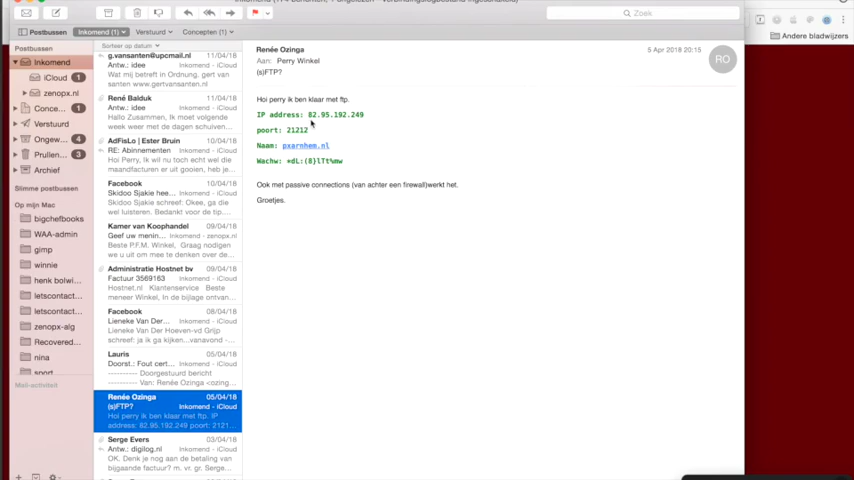 Zoek
Andere bladwijzers
Postbussen
Inkomend (1)
Verstuurd
Concepten (1)
Postbussen
Inkomend
iCloud 1
zenopx.nl
Conce... 1
Verstuurd
Ongew... 4
Prullen... 3
Archief
Slimme postbussen
Op mijn Mac
bigchefbooks
WAA-admin
gimp
winnie
henk bolwi...
letscontact...
letscontact...
zenopx-alg
Recovered...
nina
sport
Mail-activiteit
Sorteer op datum
g.vansanten@upcmail.nl 11/04/18
Antw.: idee Inkomend - iCloud
Wat mij betreft in Ordnung. gert van
santen www.gertvansanten.nl
René Balduk 11/04/18
Antw.: idee Inkomend - iCloud
Hallo Zusammen, Ik moet volgende
week weer met de dagen schuiven...
AdFisLo | Ester Bruin 10/04/18
RE: Abinnementen Inkomend - iCloud
Hoi Perry, Ik wil nu toch echt wel die
maandfacturen er uit gooien, heb je...
Facebook 10/04/18
Skidoo Sjakie hee... Inkomend - iCloud
Skidoo Sjakie schreef: Okee, ga die
wel luisteren. Bedankt voor de tip....
Kamer van Koophandel 09/04/18
Geef uw menin... Inkomend - zenopx.nl
Beste P.F.M. Winkel, Graag nodigen
we u uit om mee te denken over de...
Administratie Hostnet bv 09/04/18
Factuur 3569163 Inkomend - iCloud
Hostnet.nl Klantenservice Beste
meneer Winkel, In de bijlage ontvan...
Facebook 08/04/18
Lieneke Van Der... Inkomend - iCloud
Lieneke Van Der Hoeven-vd Grijp
schreef: ja ik ga kijken...vanavond -...
Lauris 05/04/18
Doorst.: Fout cert... Inkomend - iCloud
---------- Doorgestuurd bericht
---------- Van: Renée Ozinga <ozing...
Renée Ozinga 05/04/18
(s)FTP? Inkomend - iCloud
Hoi perry ik ben klaar met ftp. IP
address: 82.95.192.249 poort: 2121...
Serge Evers 03/04/18
Antw.: digilog.nl Inkomend - iCloud
OK, Denk je nog aan de betaling van
bijgaande factuur? m. vr. gr. Serge...
Renée Ozinga
5 Apr 2018 20:15
Aan: Perry Winkel
(s)FTP?
RO
Hoi perry ik ben klaar met ftp.
IP address: 82.95.192.249
poort: 21212
Naam: pxarnhem.nl
Wachw: *dL:(8}lTt%mw
Ook met passive connections (van achter een firewall)werkt het.
Groetjes.